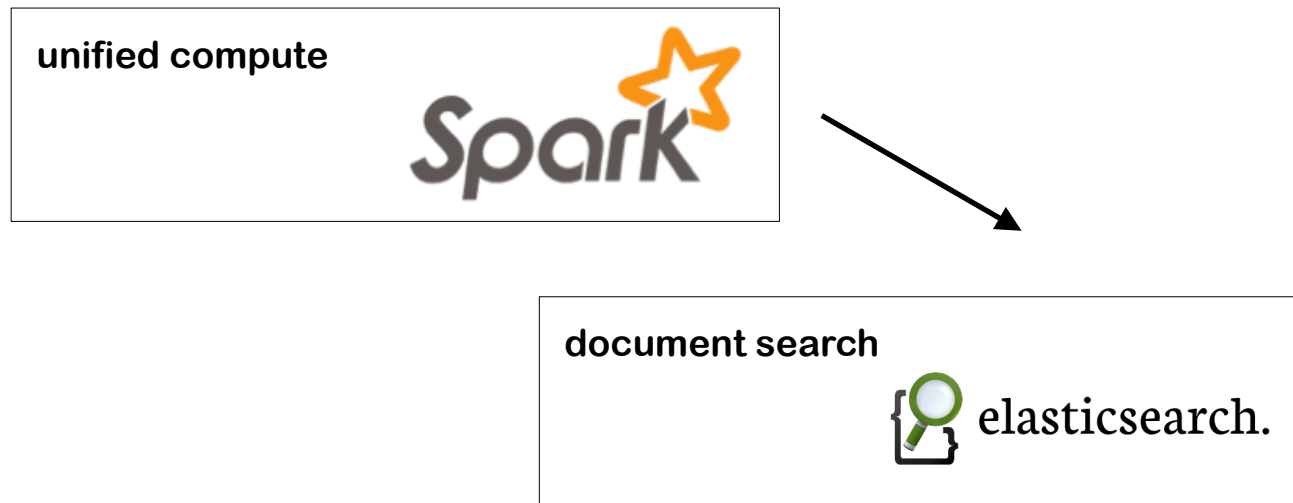 unified compute
Spark
document search
elasticsearch.